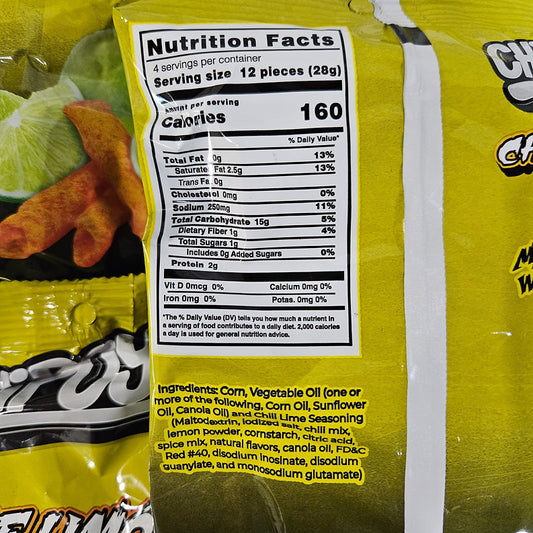 Nutrition Facts
4 servings per container
Serving size 12 pieces (28g)
Amount per serving
Calories 160
% Daily Value*
Total Fat 0g 13%
Saturated Fat 2.5g 13%
Trans Fat 0g
Cholesterol 0mg 0%
Sodium 250mg 11%
Total Carbohydrate 15g 5%
Dietary Fiber 1g 4%
Total Sugars 1g
Includes 0g Added Sugars 0%
Protein 2g
Vit D 0mcg 0% Calcium 0mg 0%
Iron 0mg 0% Potas. 0mg 0%
*The % Daily Value (DV) tells you how much a nutrient in
a serving of food contributes to a daily diet. 2,000 calories
a day is used for general nutrition advice.
Ingredients: Corn, Vegetable Oil (one or
more of the following, Corn Oil, Sunflower
Oil, Canola Oil) and Chili Lime Seasoning
(Maltodextrin, iodized salt, chili mix,
lemon powder, cornstarch, citric acid,
spice mix, natural flavors, canola oil, FD&C
Red #40, disodium inosinate, disodium
guanylate, and monosodium glutamate)
CH